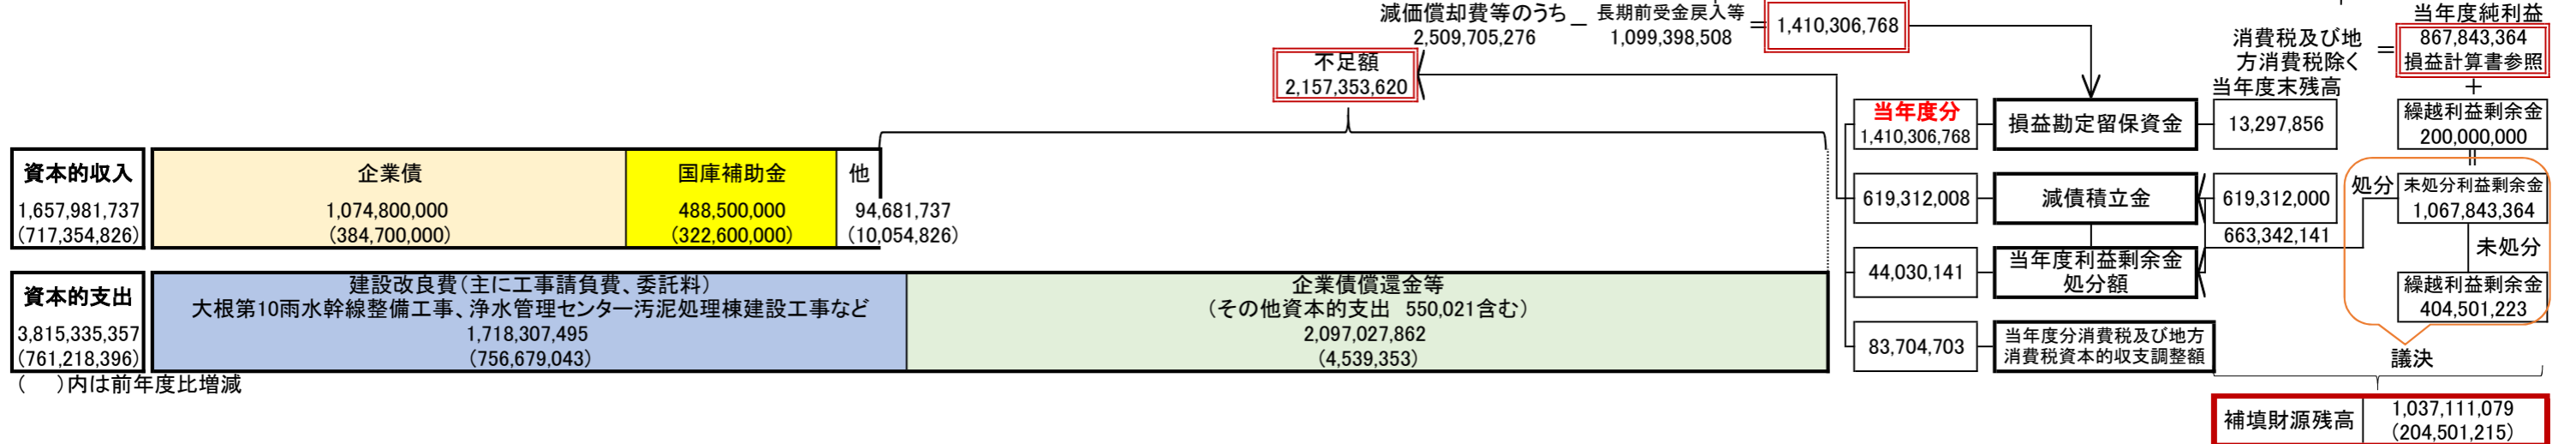 減価償却費等のうち
2,509,705,276
－
長期前受金戻入等
1,099,398,508
＝
1,410,306,768
当年度純利益
消費税及び地
方消費税除く
＝
867,843,364
損益計算書参照
不足額
2,157,353,620
当年度末残高
＋
当年度分
1,410,306,768
損益勘定留保資金
13,297,856
繰越利益剰余金
200,000,000
＝
資本的収入
1,657,981,737
(717,354,826)
企業債
1,074,800,000
(384,700,000)
国庫補助金
488,500,000
(322,600,000)
他
94,681,737
(10,054,826)
619,312,008
減債積立金
619,312,000
処分
未処分利益剰余金
1,067,843,364
663,342,141
未処分
44,030,141
当年度利益剰余金
処分額
繰越利益剰余金
404,501,223
資本的支出
3,815,335,357
(761,218,396)
建設改良費（主に工事請負費、委託料）
大根第10雨水幹線整備工事、浄水管理センター汚泥処理棟建設工事など
1,718,307,495
(756,679,043)
企業債償還金等
（その他資本的支出　550,021含む）
2,097,027,862
(4,539,353)
83,704,703
当年度分消費税及び地方
消費税資本的収支調整額
議決
（　）内は前年度比増減
補填財源残高
1,037,111,079
(204,501,215)